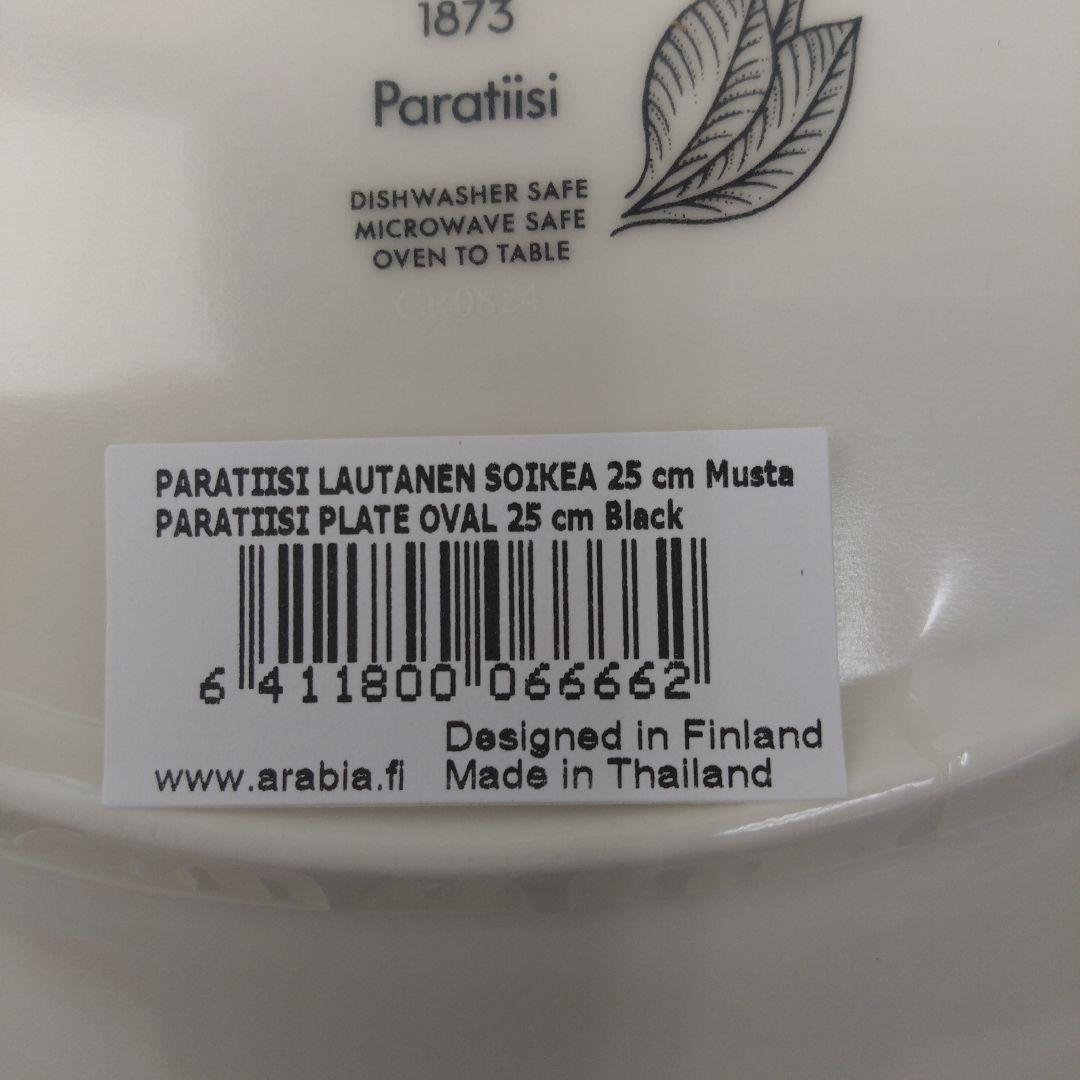 1873
Paratiisi
DISHWASHER SAFE
MICROWAVE SAFE
OVEN TO TABLE
CR0824
PARATIISI LAUTANEN SOIKEA 25 cm Musta
PARATIISI PLATE OVAL 25 cm Black
6 411800 066662
Designed in Finland
www.arabia.fi Made in Thailand